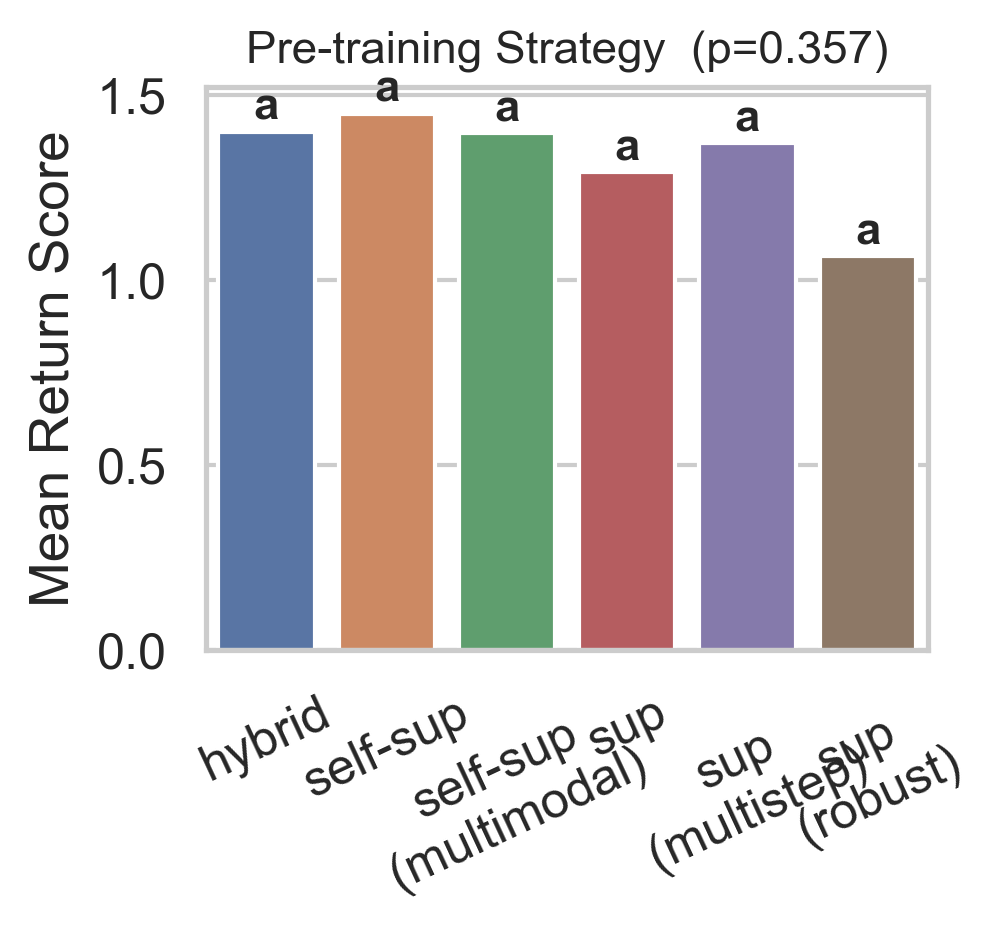 Pre-training Strategy (p=0.357)
Mean Return Score
1.5
1.0
0.5
0.0
a
a
a
a
a
a
hybrid
self-sup
self-sup
(multimodal)
sup
sup
(multistep)
sup
(robust)